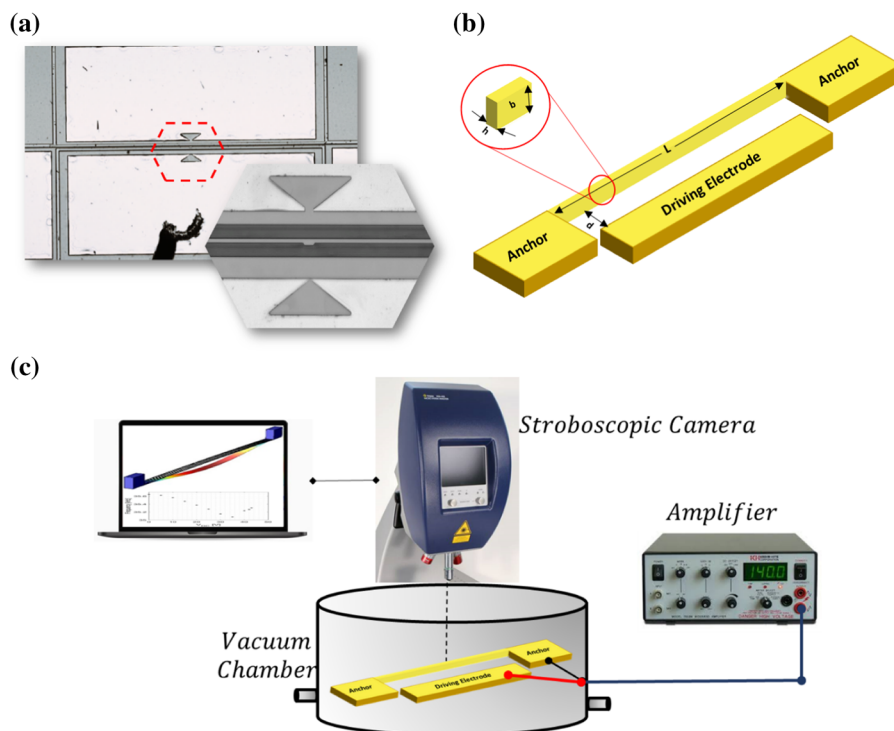 (a)
(b)
Anchor
b
h
L
Driving Electrode
d
Anchor
(c)
Stroboscopic Camera
Amplifier
140.0
Vacuum
Chamber
Anchor
Driving Electrode
Anchor